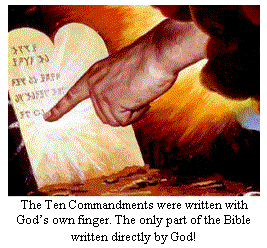 The Ten Commandments were written with
God's own finger. The only part of the Bible
written directly by God!